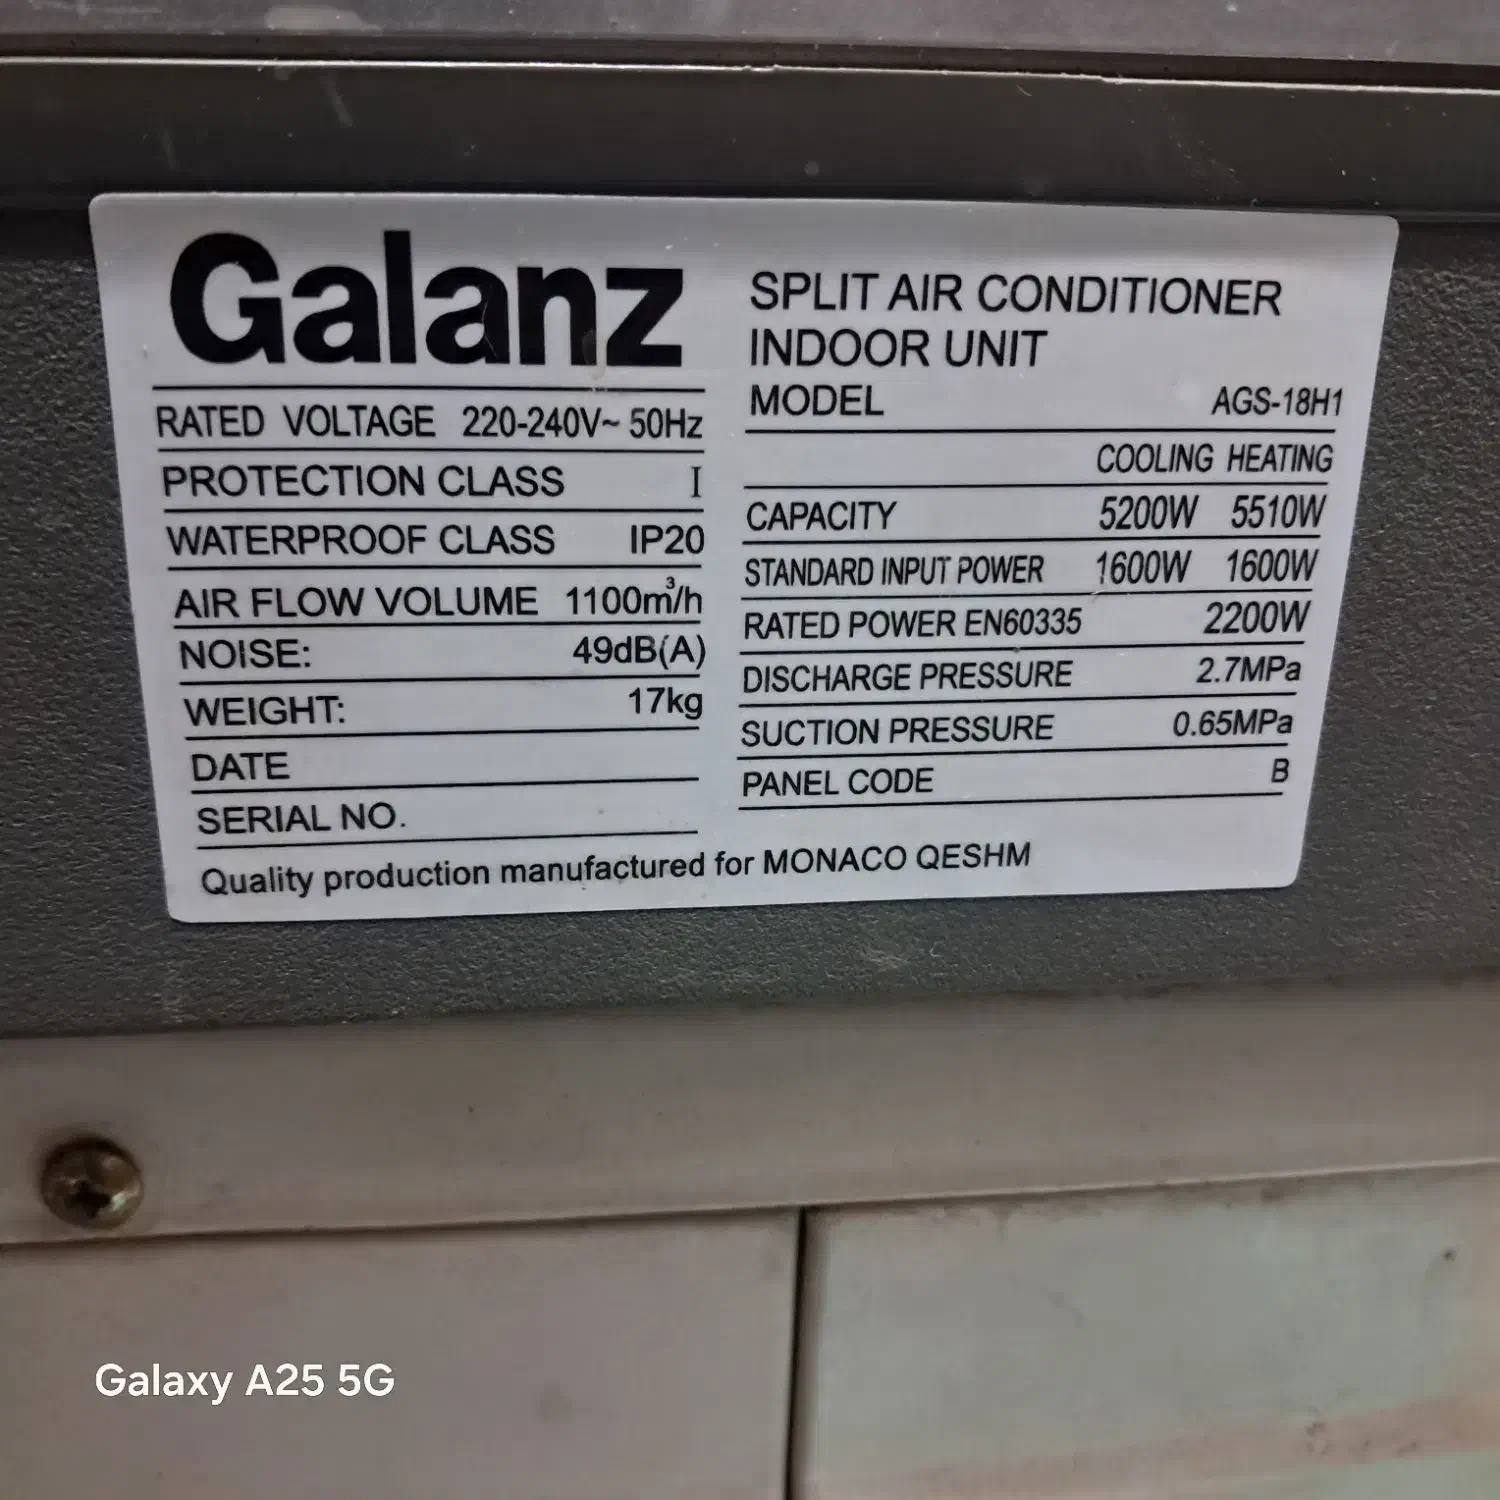 Galanz
RATED VOLTAGE 220-240V~ 50Hz
PROTECTION CLASS I
WATERPROOF CLASS IP20
AIR FLOW VOLUME 1100m³/h
NOISE: 49dB(A)
WEIGHT: 17kg
DATE
SERIAL NO.
SPLIT AIR CONDITIONER
INDOOR UNIT
MODEL AGS-18H1
COOLING HEATING
CAPACITY 5200W 5510W
STANDARD INPUT POWER 1600W 1600W
RATED POWER EN60335 2200W
DISCHARGE PRESSURE 2.7MPa
SUCTION PRESSURE 0.65MPa
PANEL CODE B
Quality production manufactured for MONACO QESHM
Galaxy A25 5G